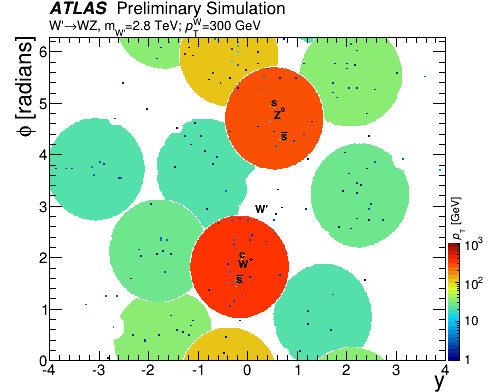 ATLAS Preliminary Simulation
W'→WZ, m_W'=2.8 TeV; p_T^W=300 GeV
ϕ [radians]
6
5
4
3
2
1
0
s
Z⁰
s̅
W'
c
W⁺
s̅
p_T [GeV]
10³
10²
10
1
-4 -3 -2 -1 0 1 2 3 4
y